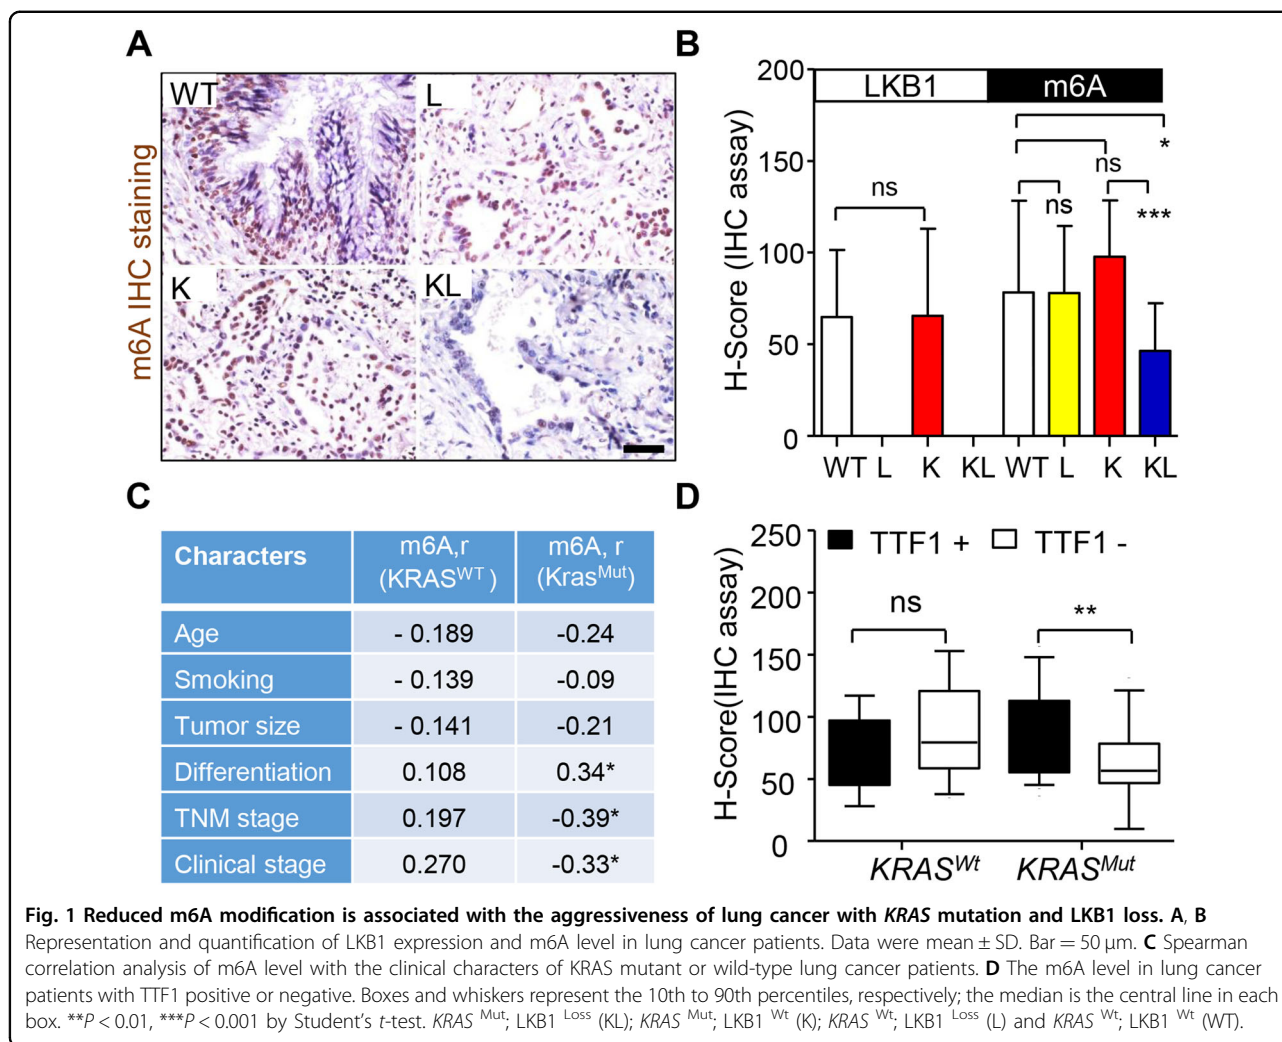 A
m6A IHC staining
WT
L
K
KL
B
H-Score (IHC assay)
200
150
100
50
0
LKB1
m6A
ns
ns
ns
*
***
WT L K KL WT L K KL
C
Characters
m6A,r
(KRAS^WT )
m6A, r
(Kras^Mut)
Age - 0.189 -0.24
Smoking - 0.139 -0.09
Tumor size - 0.141 -0.21
Differentiation 0.108 0.34*
TNM stage 0.197 -0.39*
Clinical stage 0.270 -0.33*
D
H-Score(IHC assay)
250
200
150
100
50
0
TTF1 + TTF1 -
ns
**
KRAS^Wt KRAS^Mut
Fig. 1 Reduced m6A modification is associated with the aggressiveness of lung cancer with KRAS mutation and LKB1 loss. A, B
Representation and quantification of LKB1 expression and m6A level in lung cancer patients. Data were mean ± SD. Bar = 50 μm. C Spearman
correlation analysis of m6A level with the clinical characters of KRAS mutant or wild-type lung cancer patients. D The m6A level in lung cancer
patients with TTF1 positive or negative. Boxes and whiskers represent the 10th to 90th percentiles, respectively; the median is the central line in each
box. **P < 0.01, ***P < 0.001 by Student's t-test. KRAS ^Mut; LKB1 ^Loss (KL); KRAS ^Mut; LKB1 ^Wt (K); KRAS ^Wt; LKB1 ^Loss (L) and KRAS ^Wt; LKB1 ^Wt (WT).